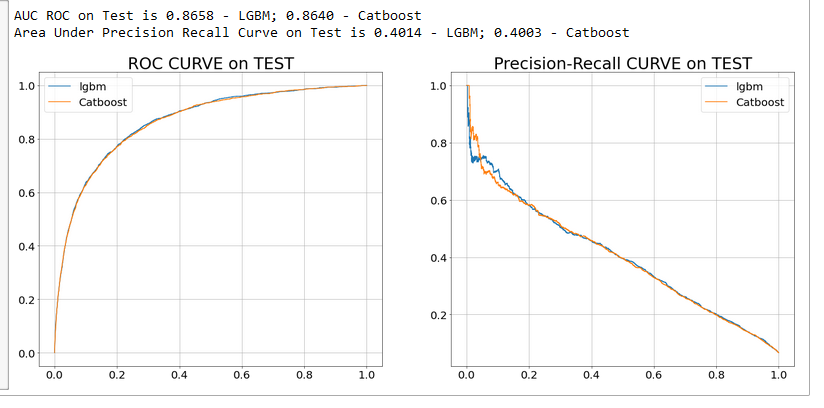 AUC ROC on Test is 0.8658 - LGBM; 0.8640 - Catboost
Area Under Precision Recall Curve on Test is 0.4014 - LGBM; 0.4003 - Catboost
ROC CURVE on TEST
lgbm
Catboost
1.0
0.8
0.6
0.4
0.2
0.0
0.0 0.2 0.4 0.6 0.8 1.0
Precision-Recall CURVE on TEST
lgbm
Catboost
1.0
0.8
0.6
0.4
0.2
0.0 0.2 0.4 0.6 0.8 1.0